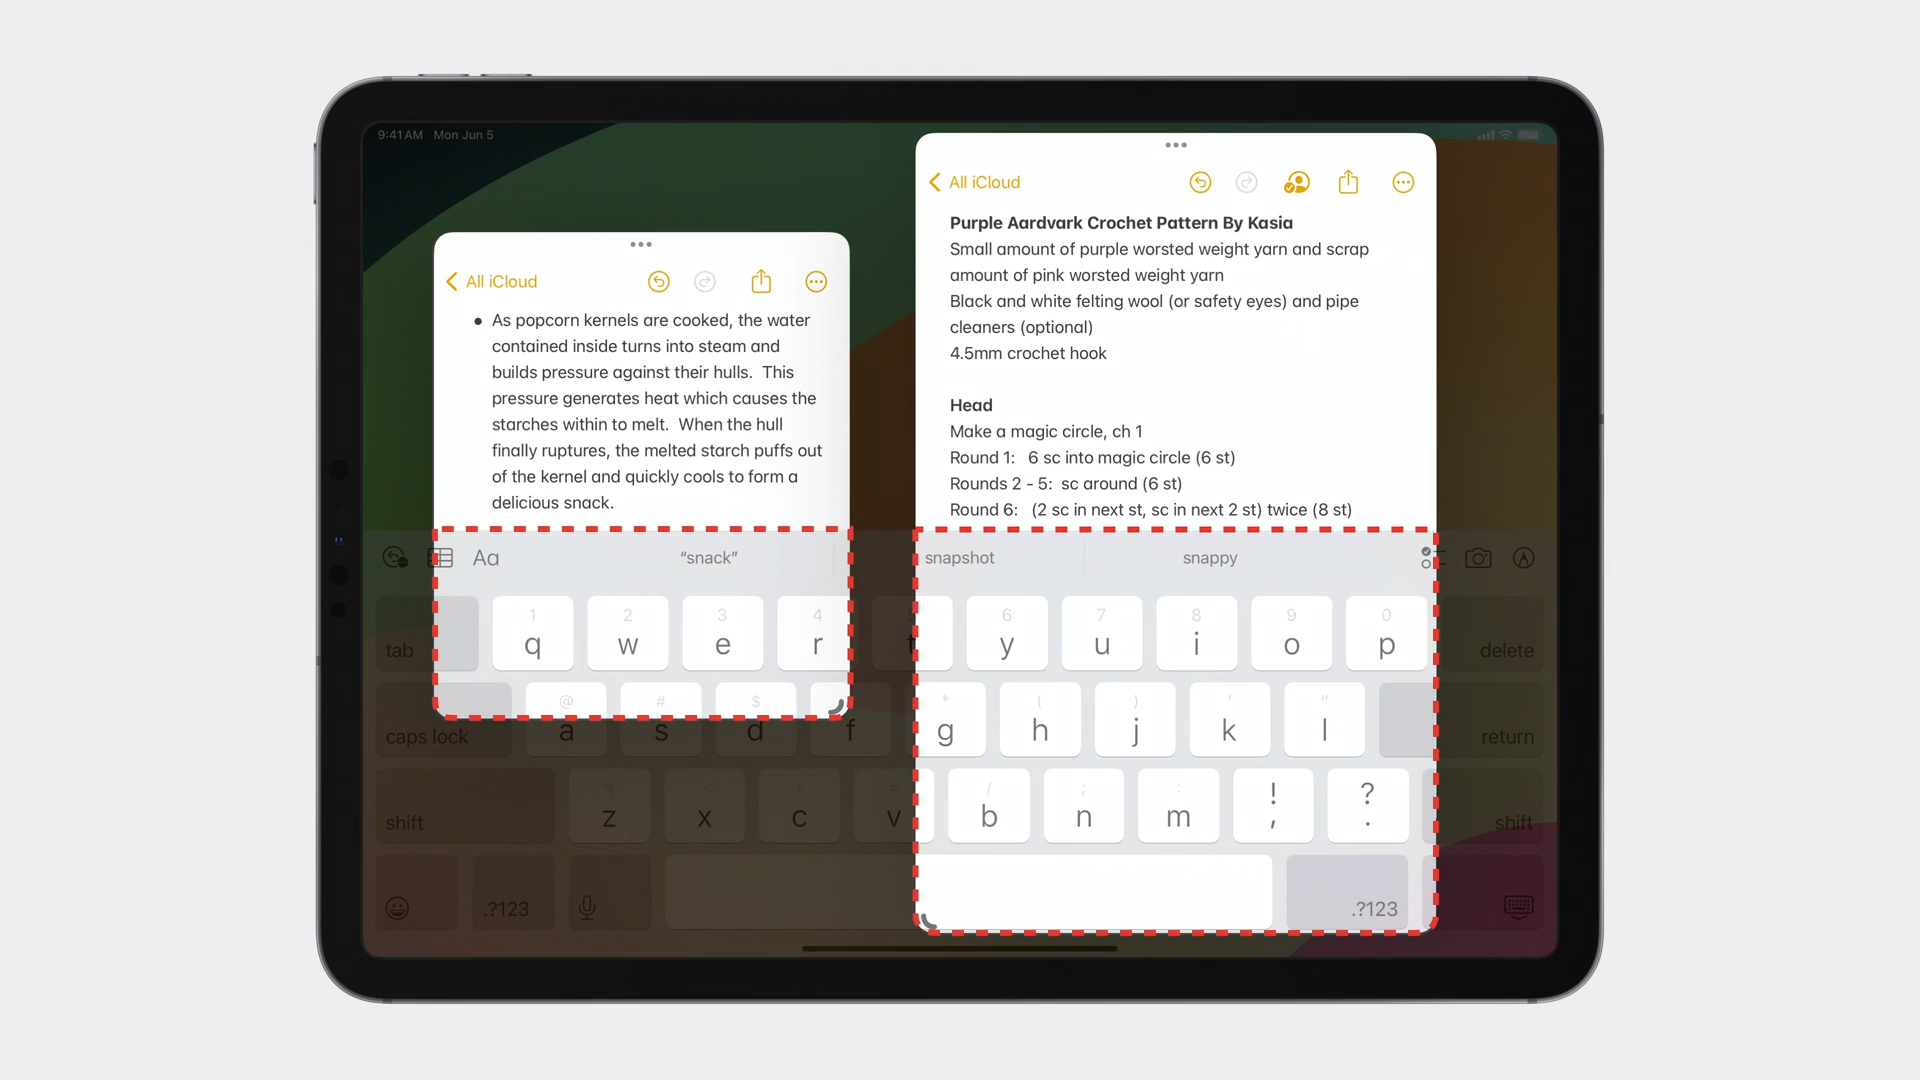 9:41 AM Mon Jun 5
All iCloud
As popcorn kernels are cooked, the water
contained inside turns into steam and
builds pressure against their hulls. This
pressure generates heat which causes the
starches within to melt. When the hull
finally ruptures, the melted starch puffs out
of the kernel and quickly cools to form a
delicious snack.
All iCloud
Purple Aardvark Crochet Pattern By Kasia
Small amount of purple worsted weight yarn and scrap
amount of pink worsted weight yarn
Black and white felting wool (or safety eyes) and pipe
cleaners (optional)
4.5mm crochet hook
Head
Make a magic circle, ch 1
Round 1: 6 sc into magic circle (6 st)
Rounds 2 - 5: sc around (6 st)
Round 6: (2 sc in next st, sc in next 2 st) twice (8 st)
Aa “snack” snapshot snappy
1 2 3 4 6 7 8 9 0
tab q w e r t y u i o p delete
@ # $ * ( ) ‘ “
caps lock a s d f g h j k l return
% - + = / ; : ! ?
shift z x c v b n m , . shift
.?123 .?123